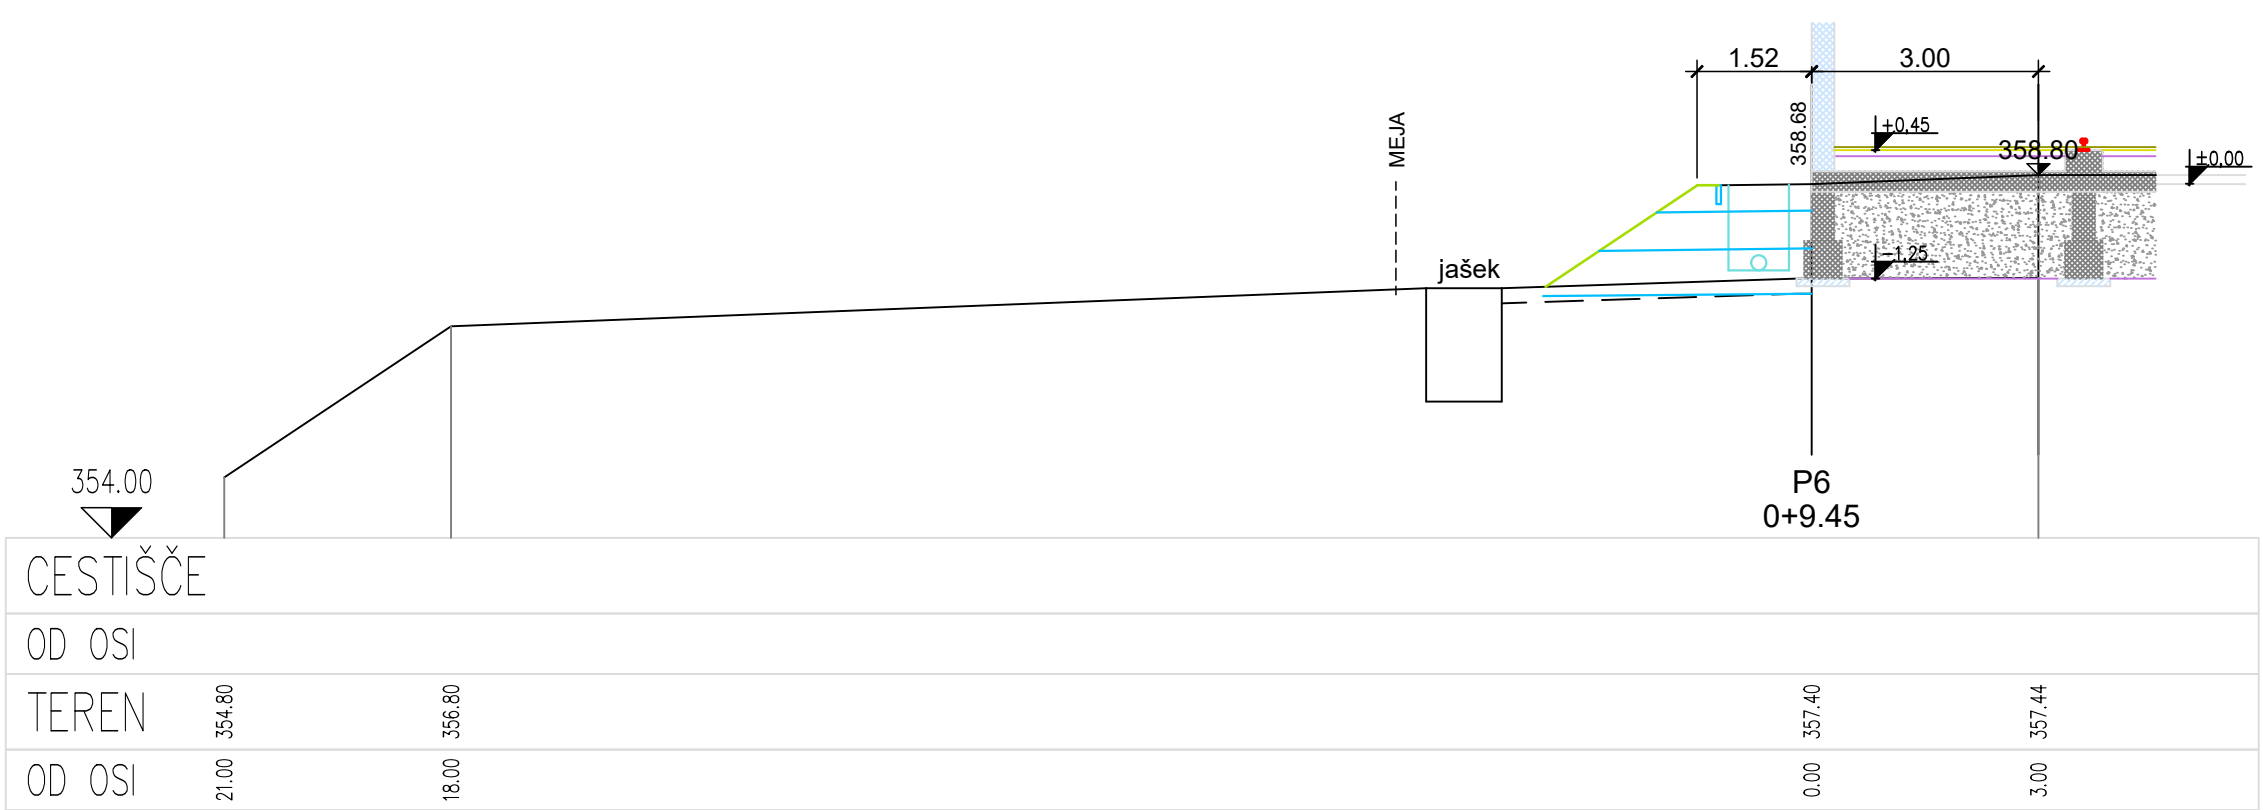 1.52
3.00
358.68
MEJA
+0,45
358.80
±0,00
-1,25
jašek
354.00
P6
0+9.45
CESTIŠČE
OD OSI
TEREN 354.80 356.80 357.40 357.44
OD OSI 21.00 18.00 0.00 3.00